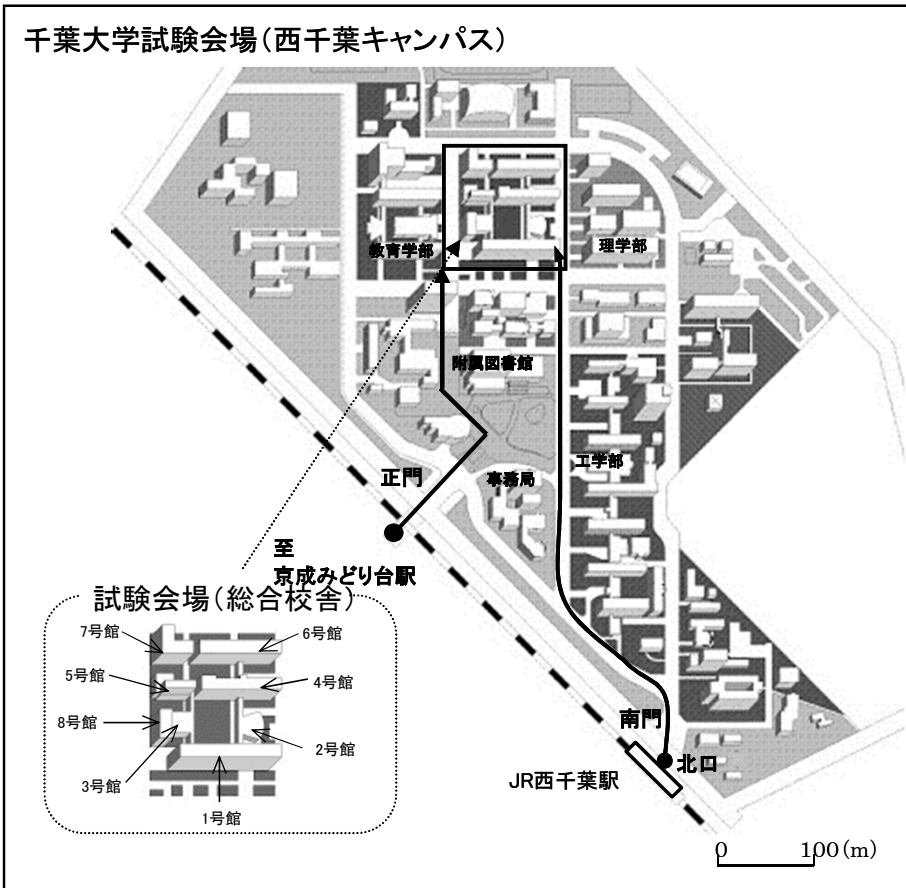 千葉大学試験会場(西千葉キャンパス)
教育学部
理学部
附属図書館
正門
事務局
工学部
至
京成みどり台駅
試験会場(総合校舎)
7号館
6号館
5号館
4号館
8号館
2号館
3号館
1号館
南門
北口
JR西千葉駅
0 100(m)